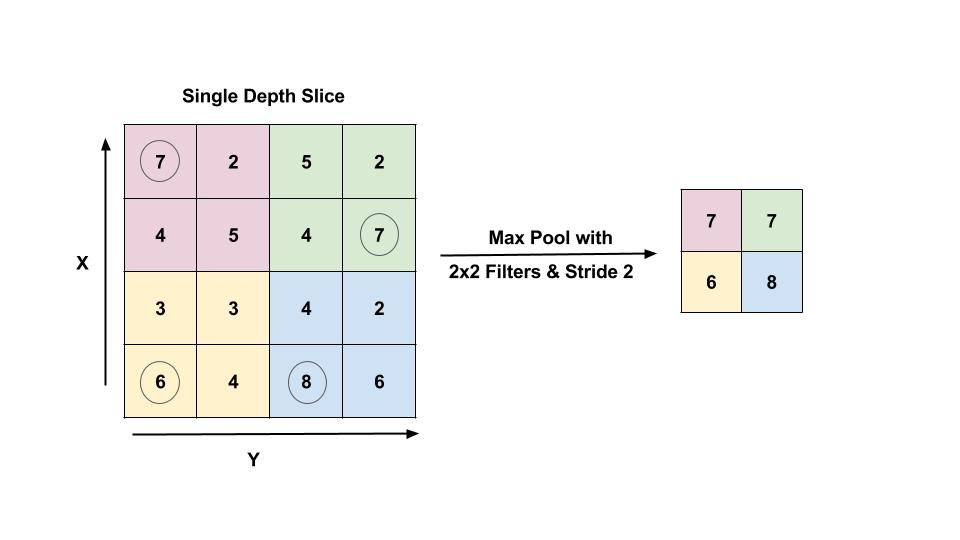 Single Depth Slice
7 2 5 2
4 5 4 7
X
3 3 4 2
6 4 8 6
Y
Max Pool with
2x2 Filters & Stride 2
7 7
6 8